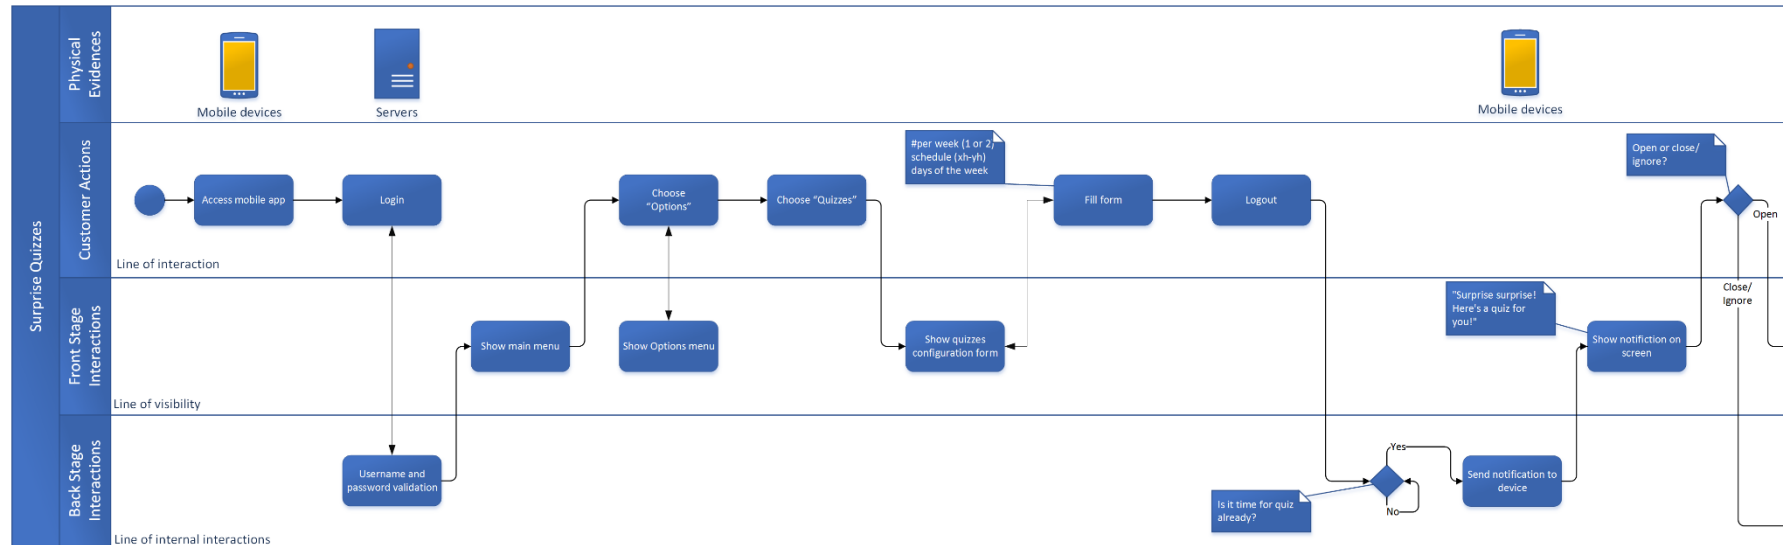 Surprise Quizzes
Physical
Evidences
Mobile devices
Servers
Mobile devices
Customer Actions
Access mobile app
Login
Choose
"Options"
Choose “Quizzes”
#per week (1 or 2)
schedule (xh-yh)
days of the week
Fill form
Logout
Open or close/
ignore?
Open
Close/
Ignore
Line of interaction
Front Stage
Interactions
Show main menu
Show Options menu
Show quizzes
configuration form
"Surprise surprise!
Here's a quiz for
you!"
Show notifiction on
screen
Line of visibility
Back Stage
Interactions
Username and
password validation
Is it time for quiz
already?
Yes
No
Send notification to
device
Line of internal interactions